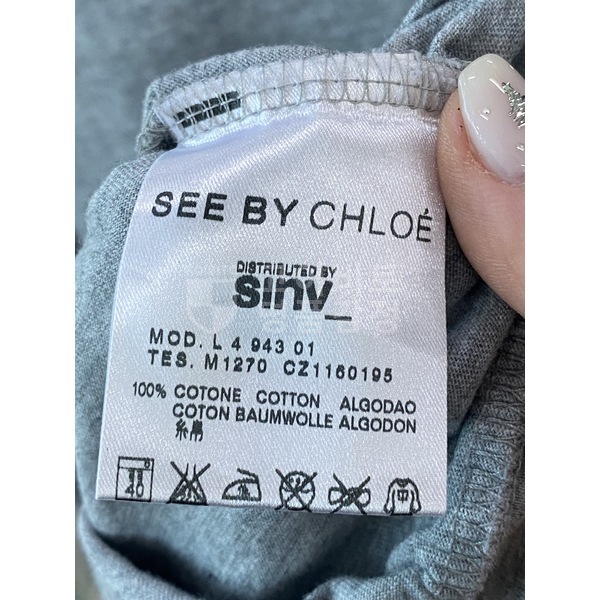 SEE BY CHLOÉ
DISTRIBUTED BY
sinv_
MOD. L 4 943 01
TES. M1270 CZ1160195
100% COTONE COTTON ALGODAO
COTON BAUMWOLLE ALGODON
40